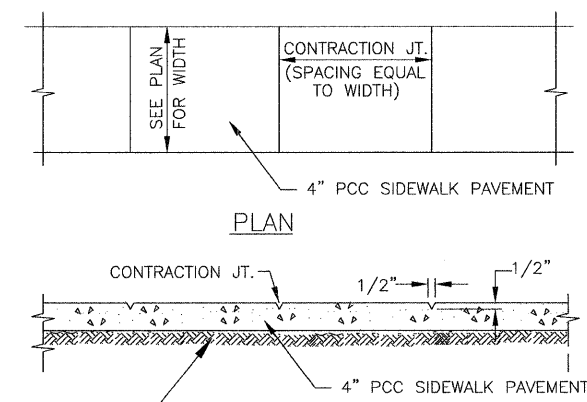 SEE PLAN
FOR WIDTH
CONTRACTION JT.
(SPACING EQUAL
TO WIDTH)
4" PCC SIDEWALK PAVEMENT
PLAN
CONTRACTION JT.
1/2"
1/2"
4" PCC SIDEWALK PAVEMENT